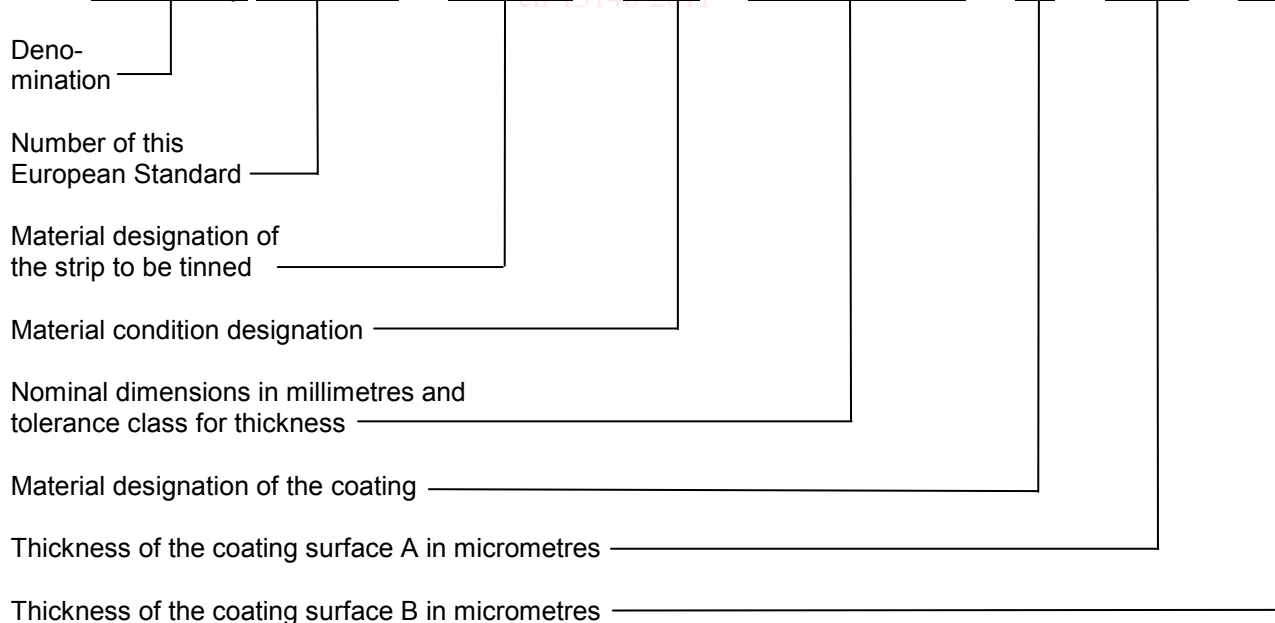 Deno-
mination
Number of this
European Standard
Material designation of
the strip to be tinned
Material condition designation
Nominal dimensions in millimetres and
tolerance class for thickness
Material designation of the coating
Thickness of the coating surface A in micrometres
Thickness of the coating surface B in micrometres